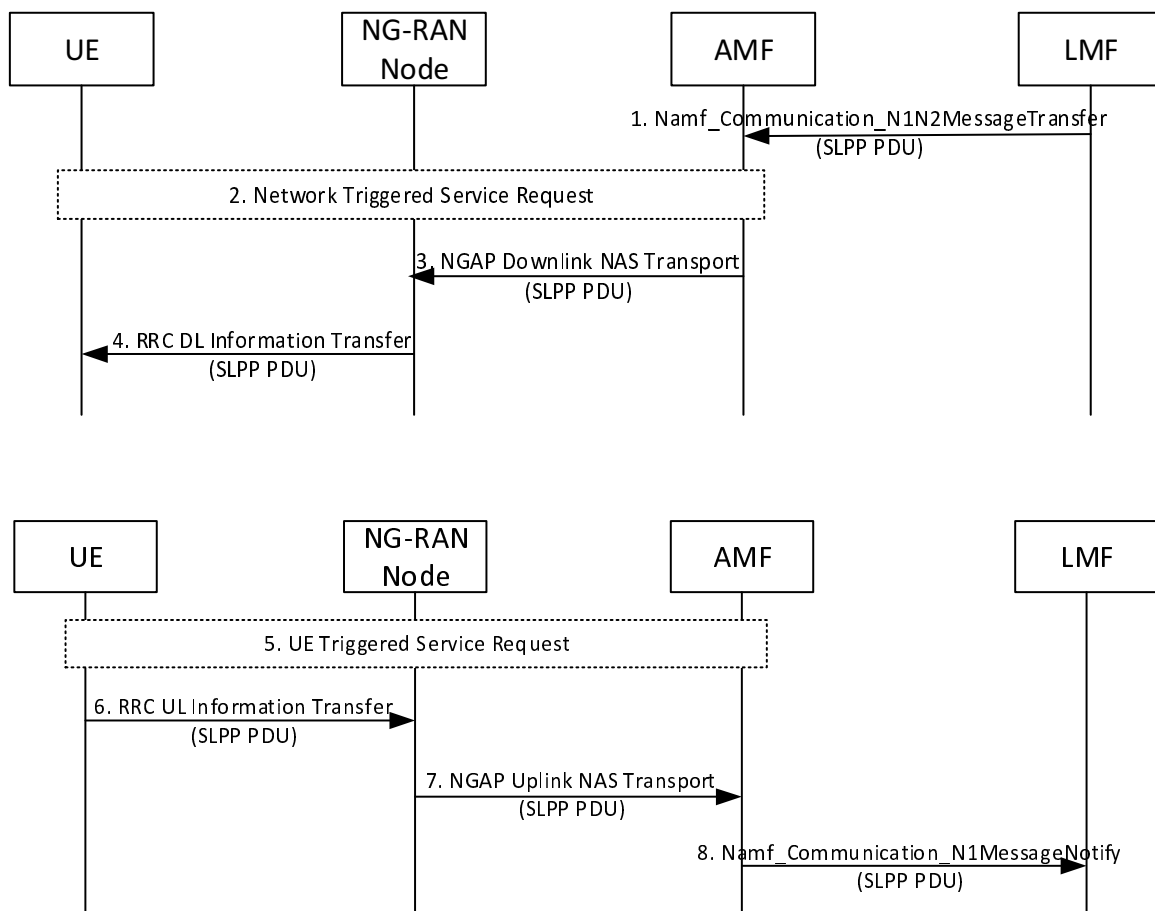 UE
NG-RAN
Node
AMF
LMF
1. Namf_Communication_N1N2MessageTransfer
(SLPP PDU)
2. Network Triggered Service Request
3. NGAP Downlink NAS Transport
(SLPP PDU)
4. RRC DL Information Transfer
(SLPP PDU)
UE
NG-RAN
Node
AMF
LMF
5. UE Triggered Service Request
6. RRC UL Information Transfer
(SLPP PDU)
7. NGAP Uplink NAS Transport
(SLPP PDU)
8. Namf_Communication_N1MessageNotify
(SLPP PDU)